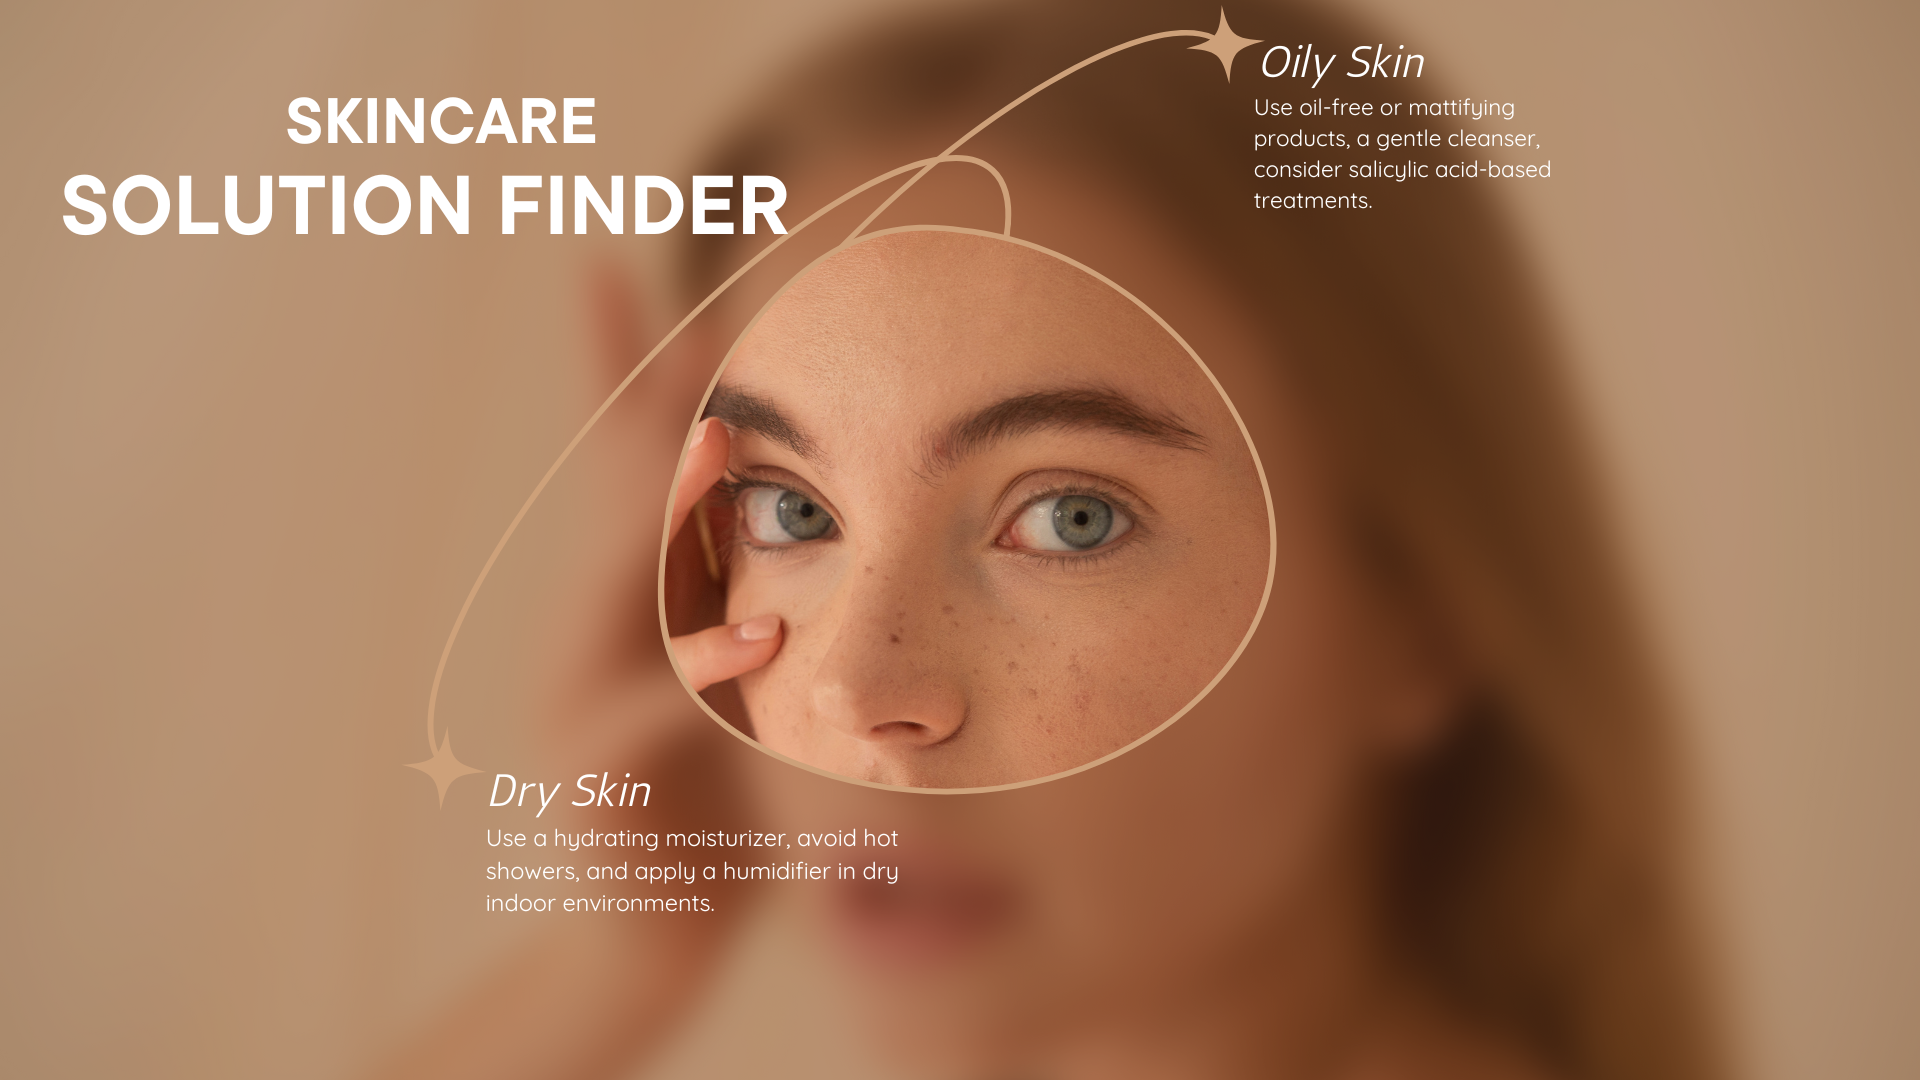 SKINCARE
SOLUTION FINDER
Oily Skin
Use oil-free or mattifying
products, a gentle cleanser,
consider salicylic acid-based
treatments.
Dry Skin
Use a hydrating moisturizer, avoid hot
showers, and apply a humidifier in dry
indoor environments.